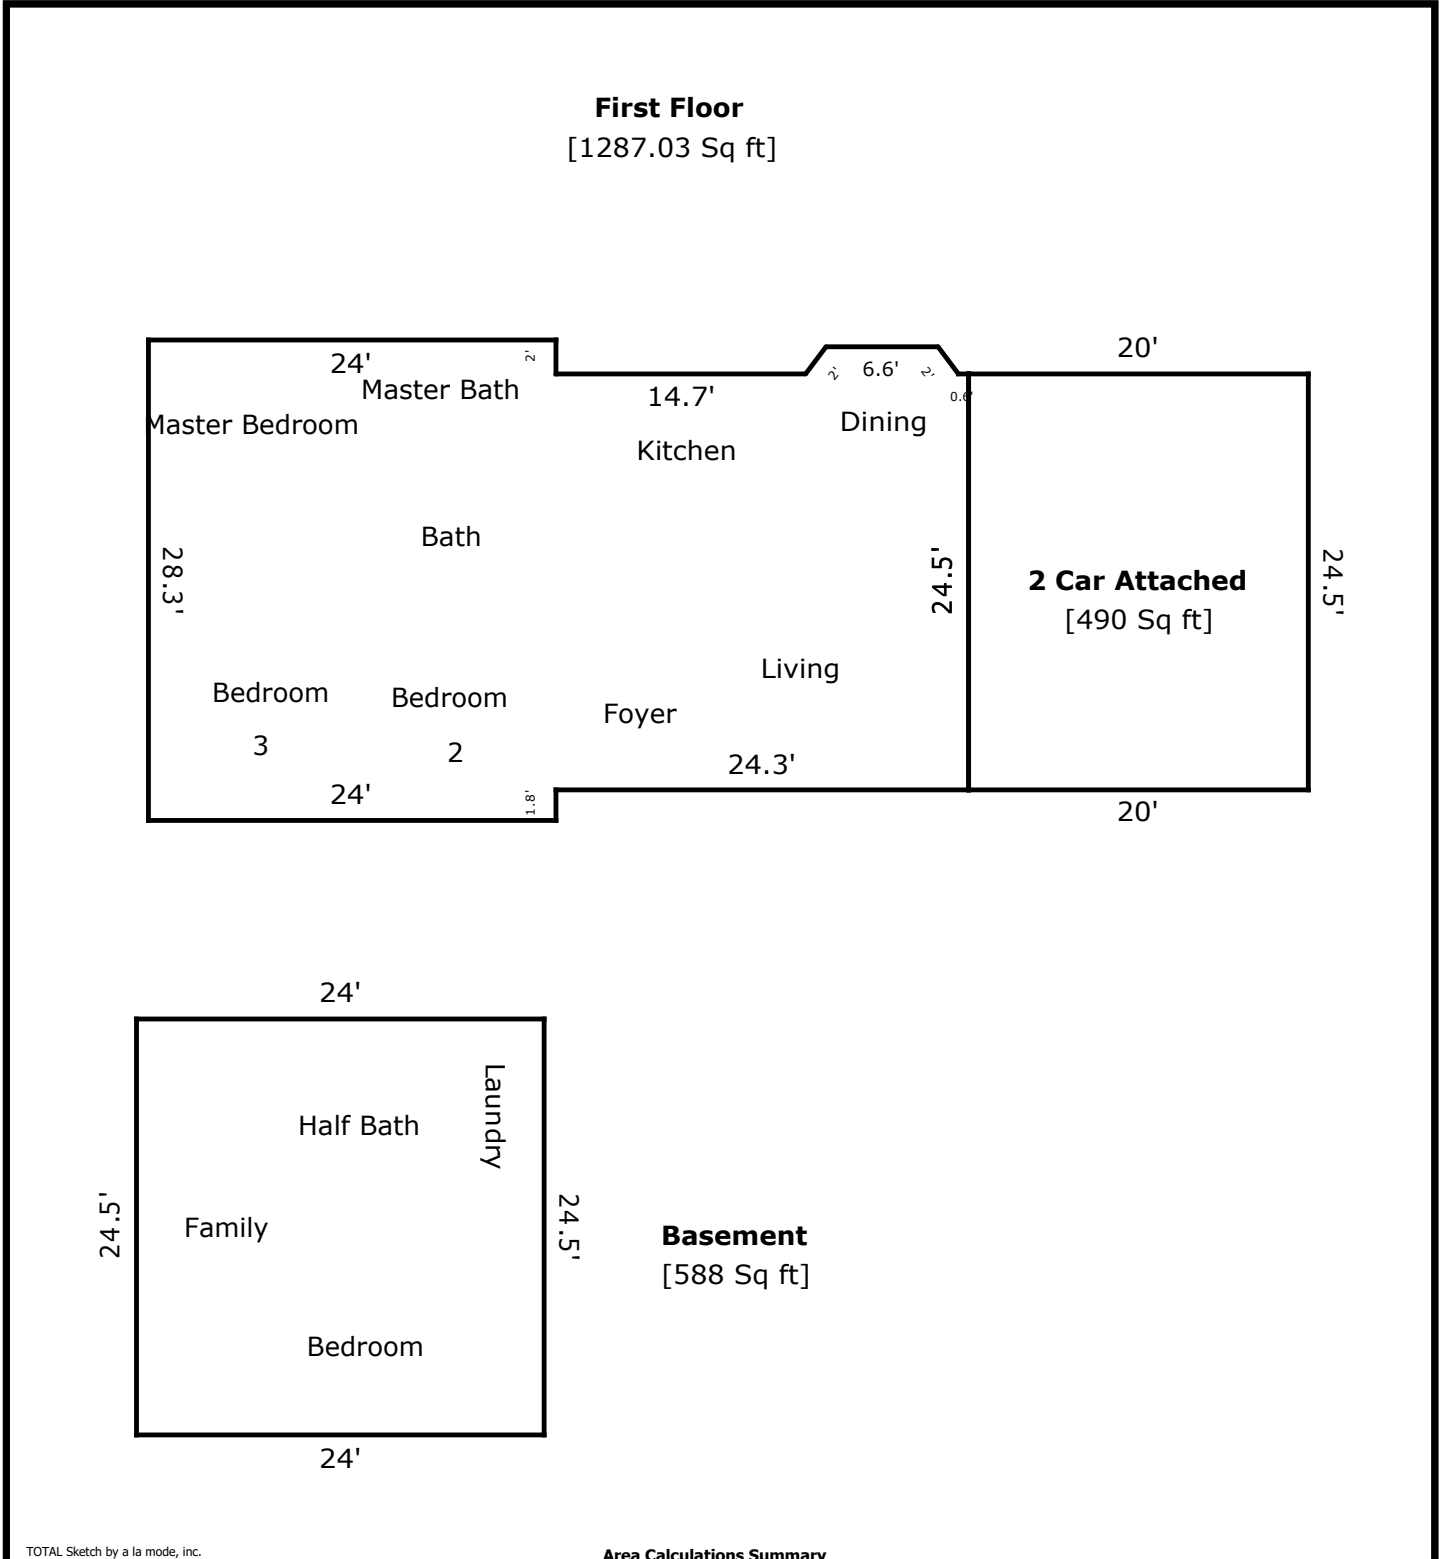 First Floor
[1287.03 Sq ft]
20'
24'
2'
2'
6.6'
2'
Master Bath
14.7'
0.6'
Master Bedroom
Dining
Kitchen
Bath
28.3'
24.5'
2 Car Attached
24.5'
[490 Sq ft]
Living
Bedroom
Bedroom
Foyer
3
2
24.3'
24'
1.8'
20'
24'
Laundry
Half Bath
24.5'
Family
24.5'
Basement
[588 Sq ft]
Bedroom
24'
TOTAL Sketch by a la mode, inc.
Area Calculations Summary